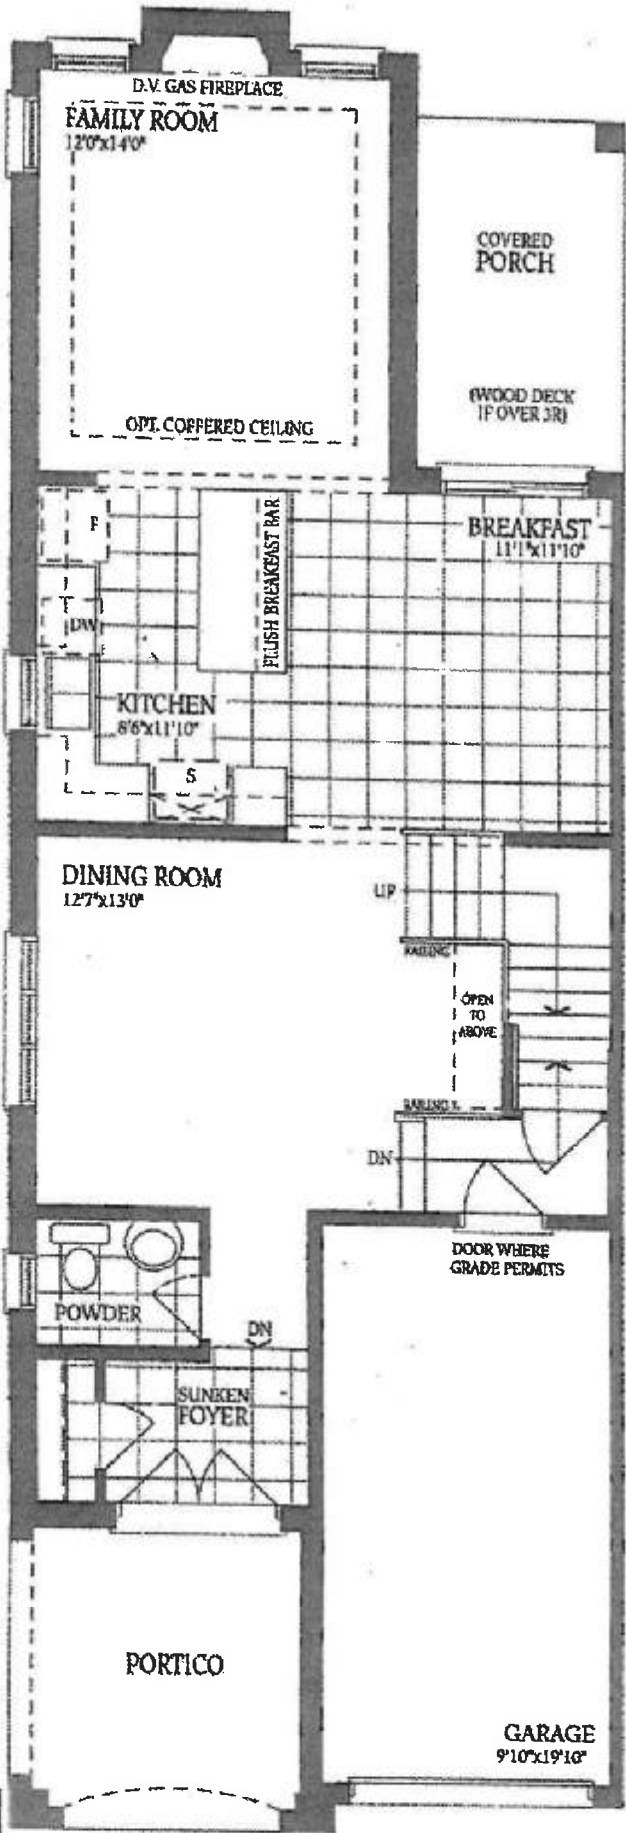 D.V. GAS FIREPLACE
FAMILY ROOM
12'0"x14'0"
COVERED
PORCH
(WOOD DECK
IF OVER 3R)
OPT. COFFERED CEILING
F
FLUSH BREAKFAST BAR
BREAKFAST
11'1"x11'10"
DW
KITCHEN
8'6"x11'10"
S
DINING ROOM
12'7"x13'0"
UP
RAILING
OPEN
TO
ABOVE
RAILING
DN
DOOR WHERE
GRADE PERMITS
POWDER
DN
SUNKEN
FOYER
PORTICO
GARAGE
9'10"x19'10"